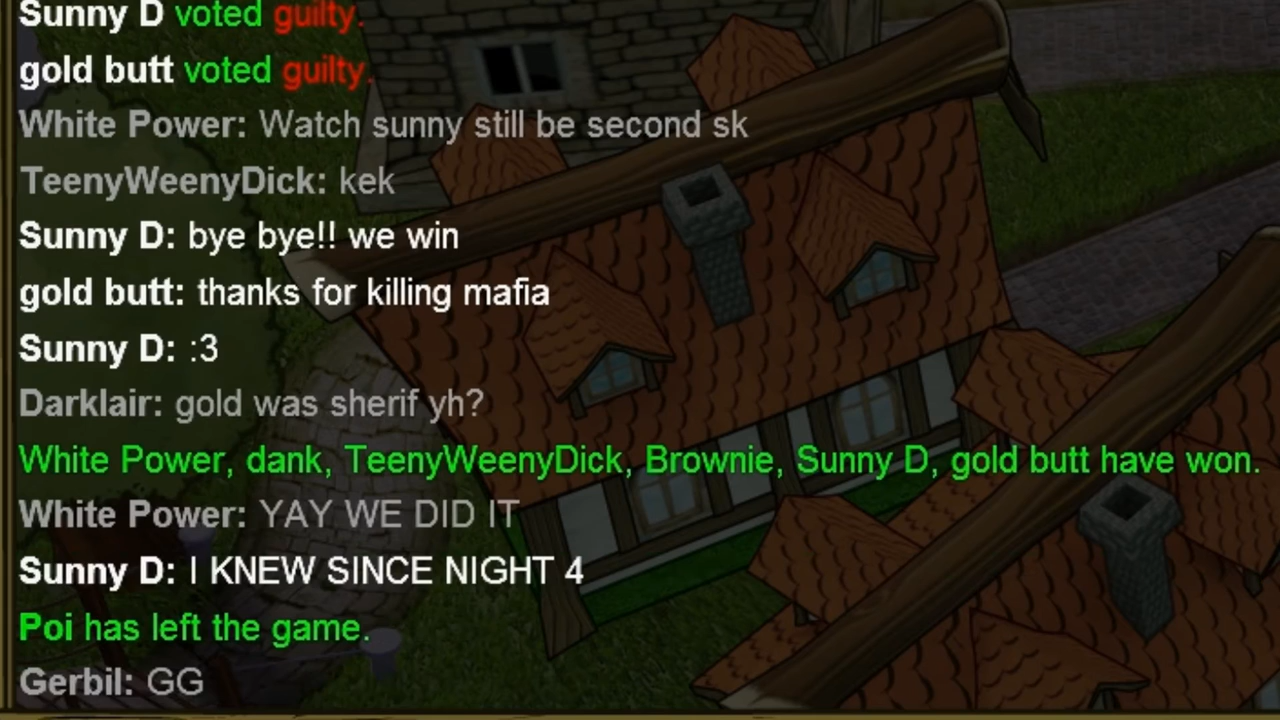 Sunny D voted guilty.
gold butt voted guilty.
White Power: Watch sunny still be second sk
TeenyWeenyDick: kek
Sunny D: bye bye!! we win
gold butt: thanks for killing mafia
Sunny D: :3
Darklair: gold was sherif yh?
White Power, dank, TeenyWeenyDick, Brownie, Sunny D, gold butt have won.
White Power: YAY WE DID IT
Sunny D: I KNEW SINCE NIGHT 4
Poi has left the game.
Gerbil: GG